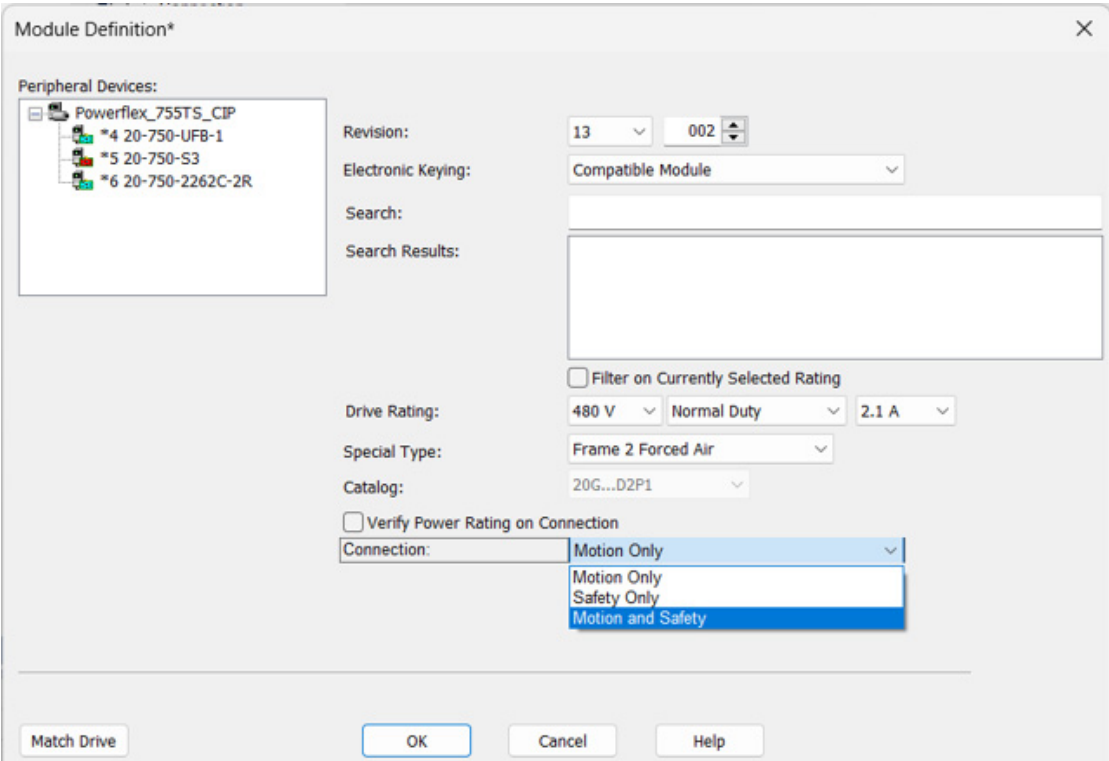 Module Definition*
Peripheral Devices:
Powerflex_755TS_CIP
*4 20-750-UFB-1
*5 20-750-S3
*6 20-750-2262C-2R
Revision: 13 002
Electronic Keying: Compatible Module
Search:
Search Results:
Filter on Currently Selected Rating
Drive Rating: 480 V Normal Duty 2.1 A
Special Type: Frame 2 Forced Air
Catalog: 20G...D2P1
Verify Power Rating on Connection
Connection: Motion Only
Motion Only
Safety Only
Motion and Safety
Match Drive OK Cancel Help